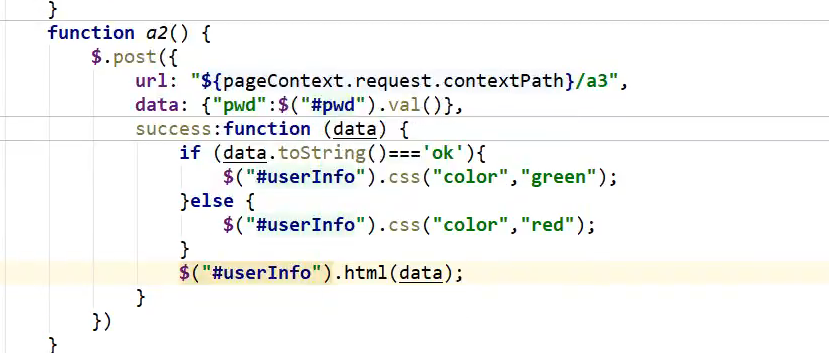 }
function a2() {
$.post({
url: "${pageContext.request.contextPath}/a3",
data: {"pwd":$("#pwd").val()},
success:function (data) {
if (data.toString()==='ok'){
$("#userInfo").css("color","green");
}else {
$("#userInfo").css("color","red");
}
$("#userInfo").html(data);
}
})
}